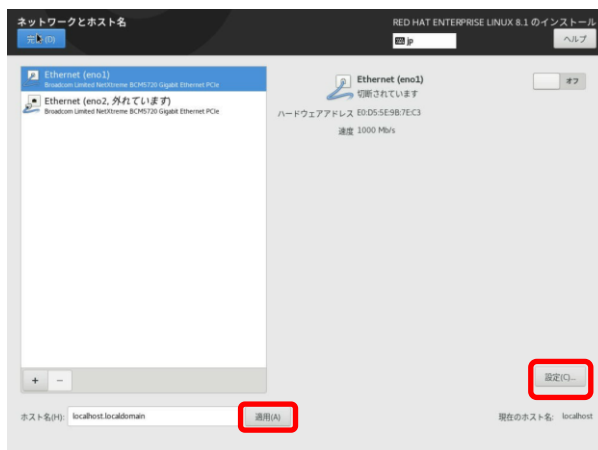 ネットワークとホスト名
RED HAT ENTERPRISE LINUX 8.1 のインストール
jp
ヘルプ
Ethernet (eno1)
Broadcom Limited NetXtreme BCM5720 Gigabit Ethernet PCIe
Ethernet (eno2, 外れています)
Broadcom Limited NetXtreme BCM5720 Gigabit Ethernet PCIe
Ethernet (eno1)
切断されています
オフ
ハードウェアアドレス E0:D5:5E:9B:7E:C3
速度 1000 Mb/s
+ −
設定(C)...
ホスト名(H): localhost.localdomain
適用(A)
現在のホスト名: localhost